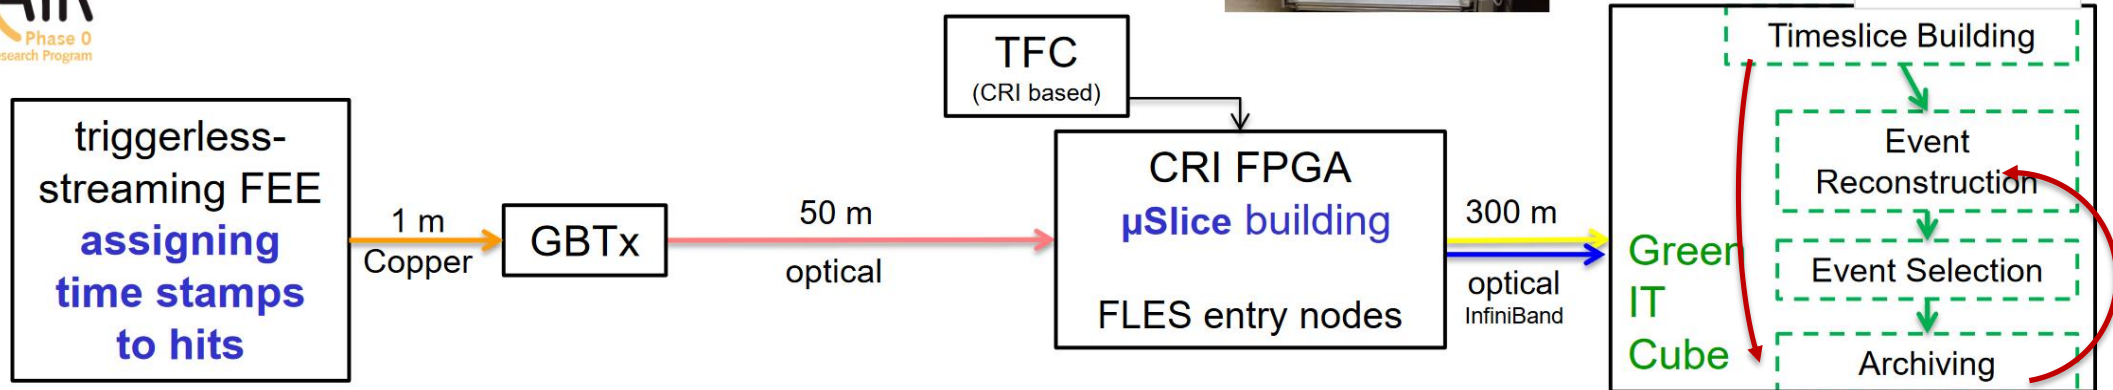 Phase 0
esearch Program
triggerless-
streaming FEE
assigning
time stamps
to hits
1 m
Copper
GBTx
50 m
optical
TFC
(CRI based)
CRI FPGA
µSlice building
FLES entry nodes
300 m
optical
InfiniBand
Green
IT
Cube
Timeslice Building
Event
Reconstruction
Event Selection
Archiving